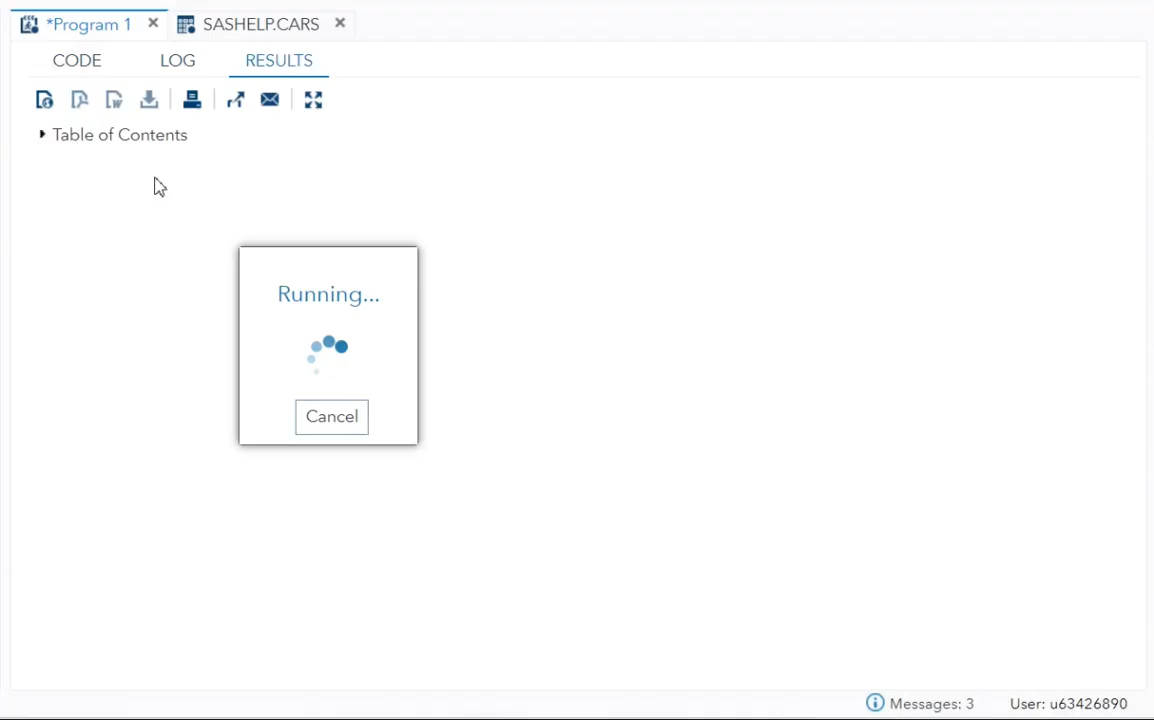 *Program 1 × SASHELP.CARS ×
CODE LOG RESULTS
Table of Contents
Running...
Cancel
Messages: 3 User: u63426890